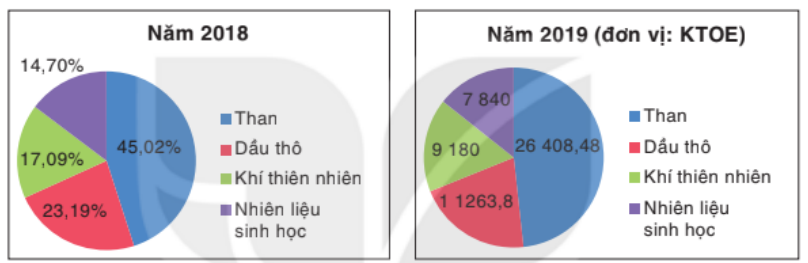 Năm 2018
14,70%
45,02%
17,09%
23,19%
Than
Dầu thô
Khí thiên nhiên
Nhiên liệu
sinh học
Năm 2019 (đơn vị: KTOE)
7 840
26 408,48
9 180
1 1263,8
Than
Dầu thô
Khí thiên nhiên
Nhiên liệu
sinh học